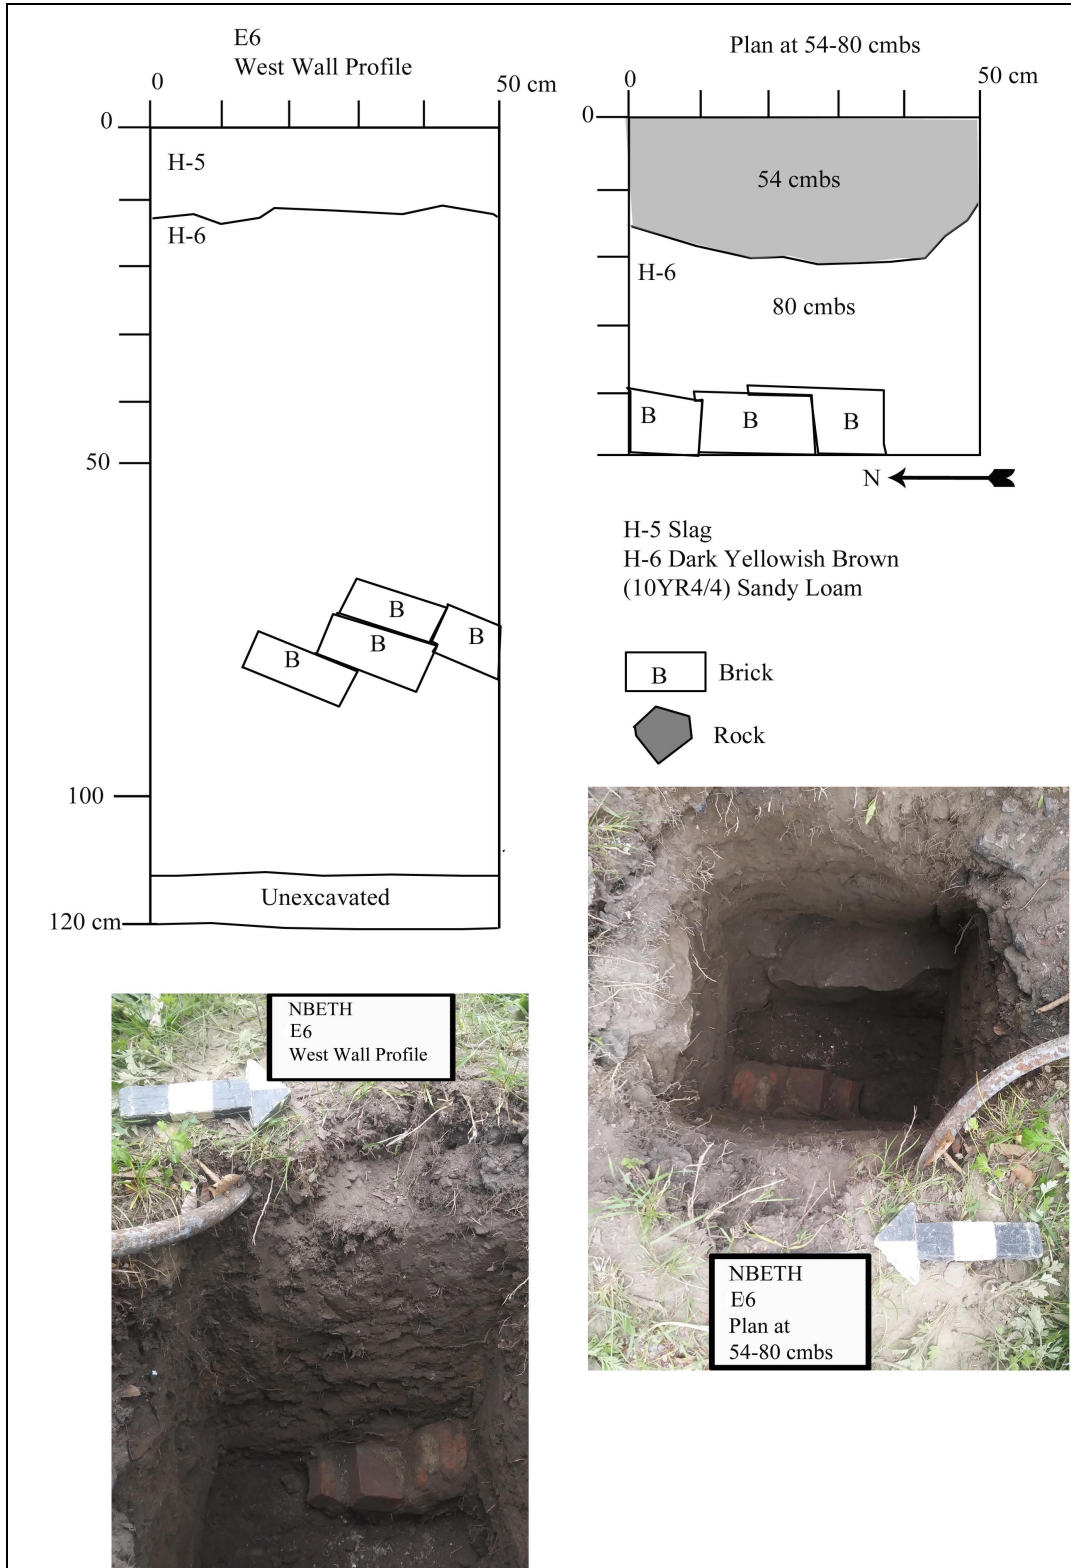 E6
West Wall Profile
0
50 cm
0
H-5
H-6
50
B
B
B
B
100
Unexcavated
120 cm
Plan at 54-80 cmbs
0
50 cm
0
54 cmbs
H-6
80 cmbs
B
B
B
N
H-5 Slag
H-6 Dark Yellowish Brown
(10YR4/4) Sandy Loam
B
Brick
Rock
NBETH
E6
West Wall Profile
NBETH
E6
Plan at
54-80 cmbs